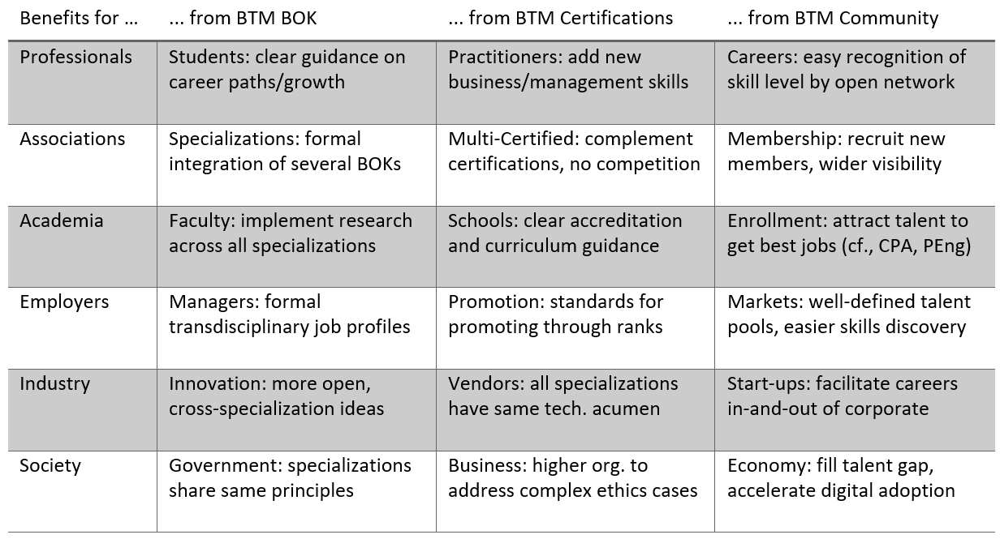 Benefits for ...
... from BTM BOK
... from BTM Certifications
... from BTM Community
Professionals
Students: clear guidance on
career paths/growth
Practitioners: add new
business/management skills
Careers: easy recognition of
skill level by open network
Associations
Specializations: formal
integration of several BOKs
Multi-Certified: complement
certifications, no competition
Membership: recruit new
members, wider visibility
Academia
Faculty: implement research
across all specializations
Schools: clear accreditation
and curriculum guidance
Enrollment: attract talent to
get best jobs (cf., CPA, PEng)
Employers
Managers: formal
transdisciplinary job profiles
Promotion: standards for
promoting through ranks
Markets: well-defined talent
pools, easier skills discovery
Industry
Innovation: more open,
cross-specialization ideas
Vendors: all specializations
have same tech. acumen
Start-ups: facilitate careers
in-and-out of corporate
Society
Government: specializations
share same principles
Business: higher org. to
address complex ethics cases
Economy: fill talent gap,
accelerate digital adoption